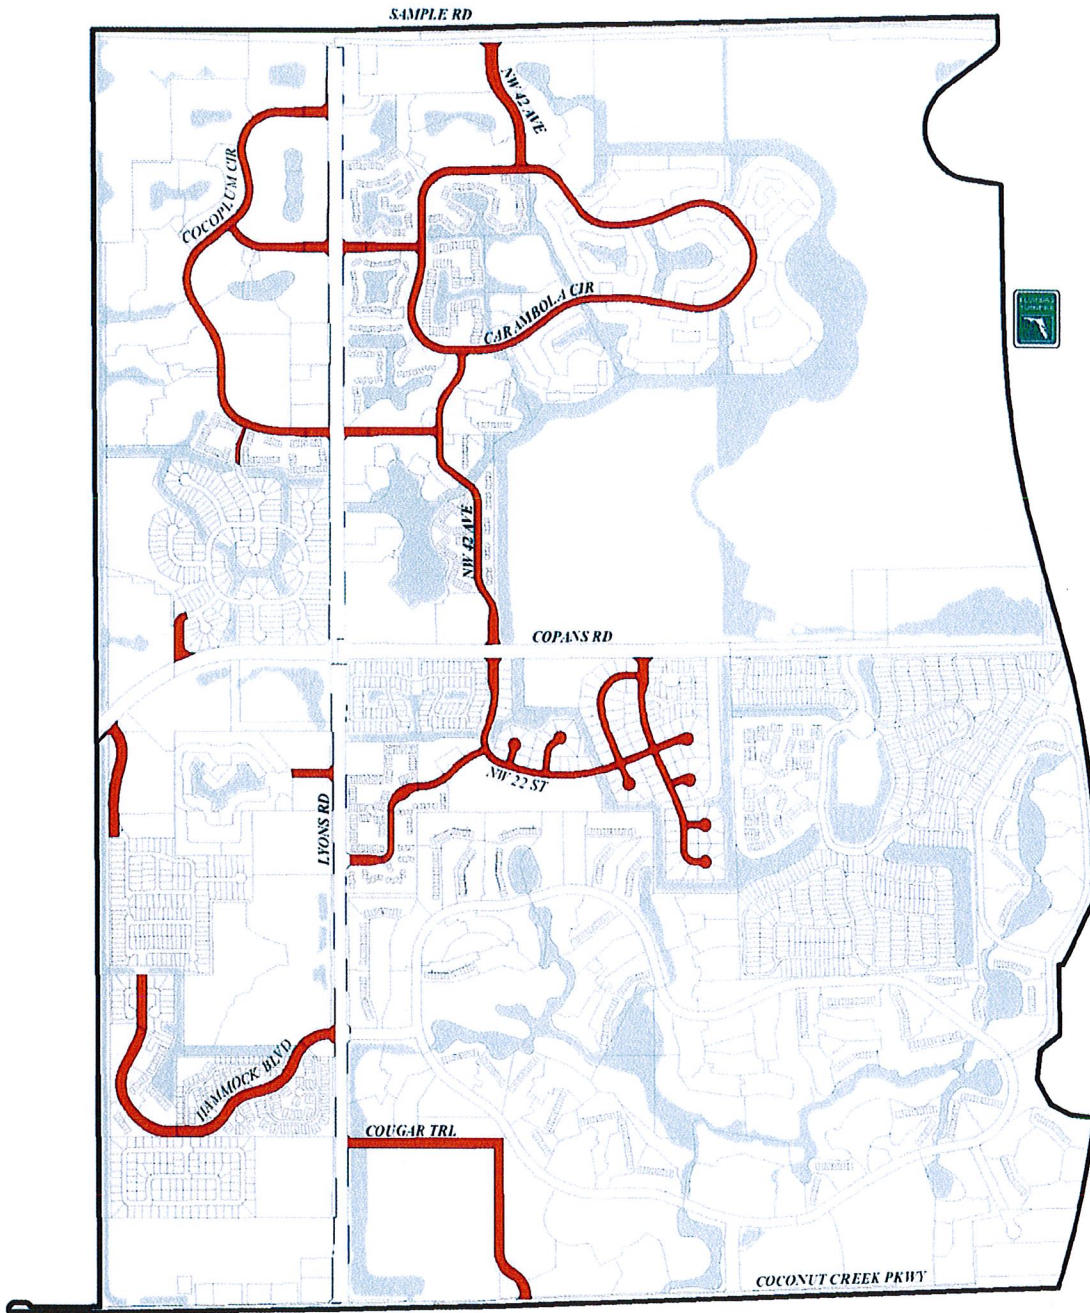 SAMPLE RD
NW 42 AVE
COCOPLUM CIR
CARAMBOLA CIR
NW 42 AVE
COPANS RD
NW 22 ST
LYONS RD
HAMMOCK BLVD
COUGAR TRL
COCONUT CREEK PKWY